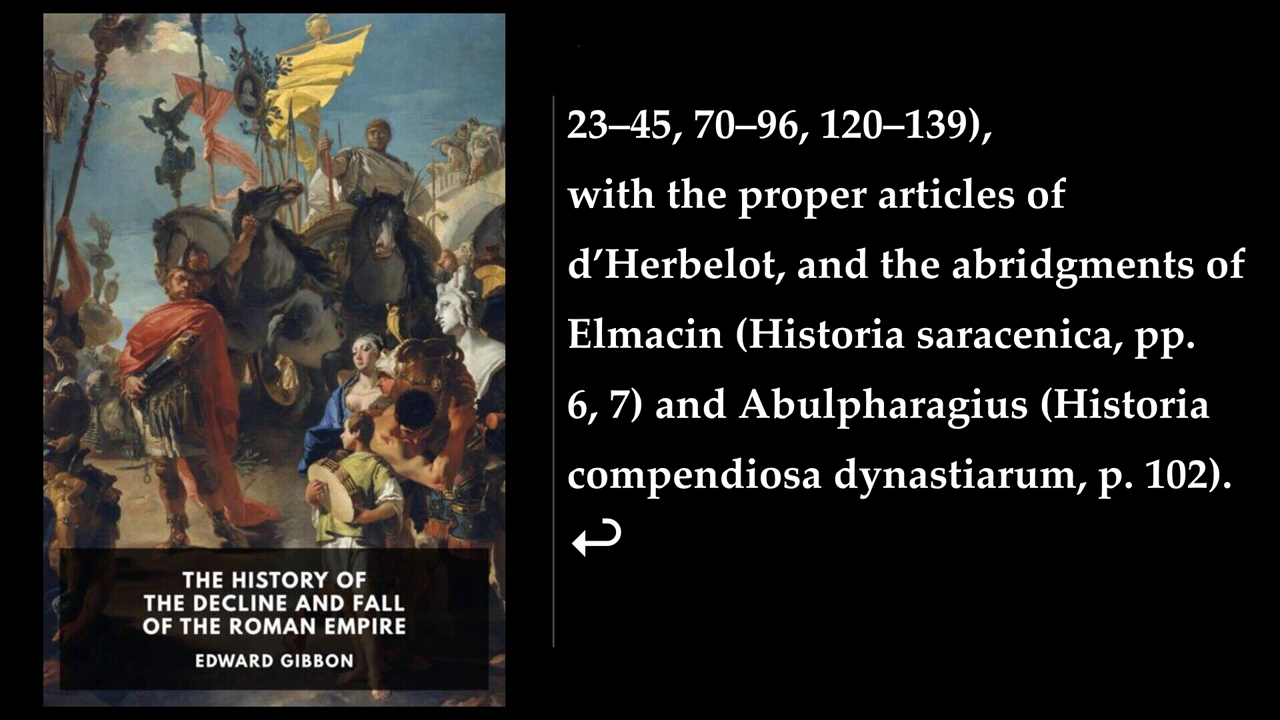 23–45, 70–96, 120–139),
with the proper articles of
d’Herbelot, and the abridgments of
Elmacin (Historia saracenica, pp.
6, 7) and Abulpharagius (Historia
compendiosa dynastiarum, p. 102).
↩
THE HISTORY OF
THE DECLINE AND FALL
OF THE ROMAN EMPIRE
EDWARD GIBBON